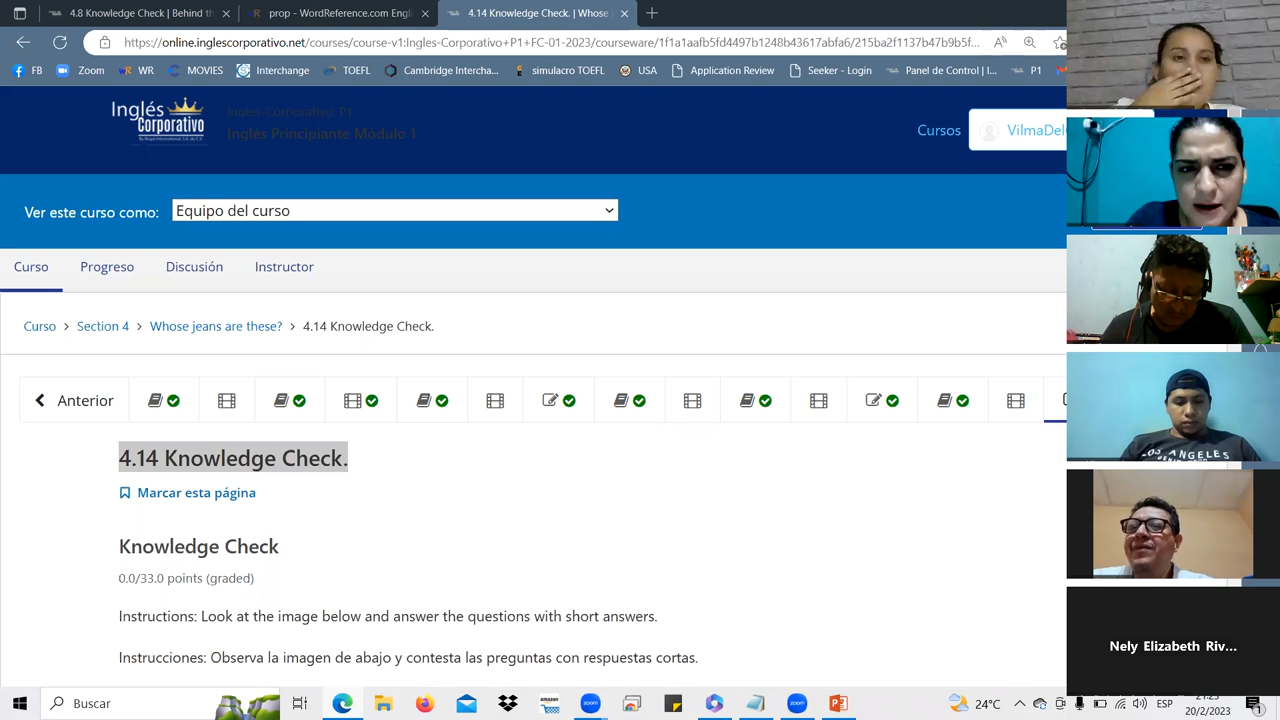 4.8 Knowledge Check | Behind th
prop - WordReference.com Engl
4.14 Knowledge Check. | Whose
https://online.inglescorporativo.net/courses/course-v1:Ingles-Corporativo+P1+FC-01-2023/courseware/1f1a1aafb5fd4497b1248b43617abfa6/215ba2f1137b47b9b5f...
FB
Zoom
WR
MOVIES
Interchange
TOEFL
Cambridge Intercha...
simulacro TOEFL
USA
Application Review
Seeker - Login
Panel de Control | I...
P1
Inglés
Corporativo
Ingles-Corporativo: P1
Inglés Principiante Módulo 1
Cursos
VilmaDel
Ver este curso como:
Equipo del curso
Curso
Progreso
Discusión
Instructor
Curso > Section 4 > Whose jeans are these? > 4.14 Knowledge Check.
Anterior
4.14 Knowledge Check.
Marcar esta página
Knowledge Check
0.0/33.0 points (graded)
Instructions: Look at the image below and answer the questions with short answers.
Instrucciones: Observa la imagen de abajo y contesta las preguntas con respuestas cortas.
LOS ANGELES
Nely Elizabeth Riv...
Buscar
24°C
ESP
20/2/2023